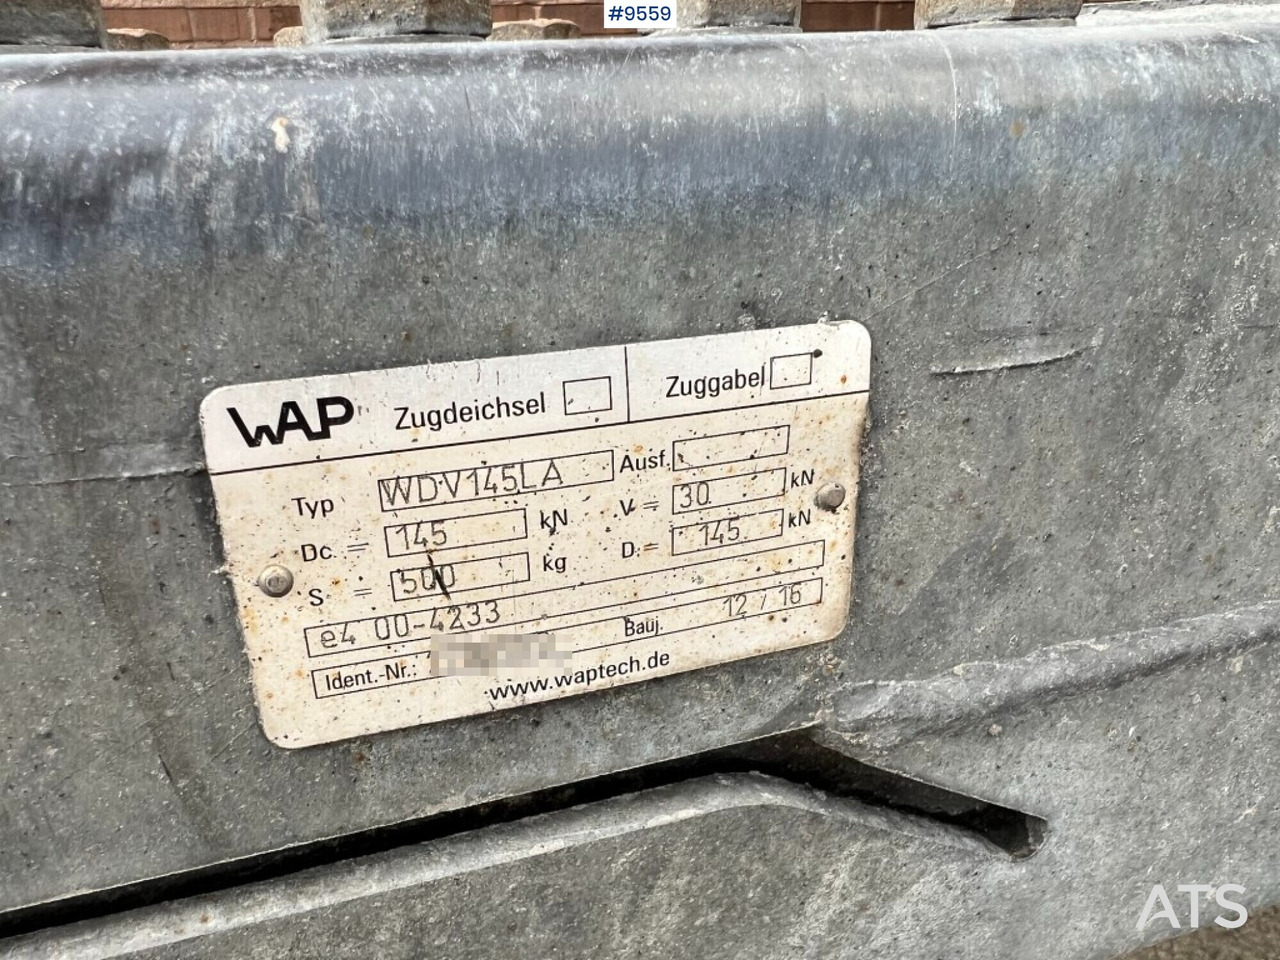 #9559
WAP Zugdeichsel Zuggabel
Typ WDV145LA Ausf.
Dc = 145 kN V = 30 kN
S = 500 kg D = 145 kN
e4 00-4233
Ident.-Nr.: Bauj. 12 / 16
www.waptech.de
ATS